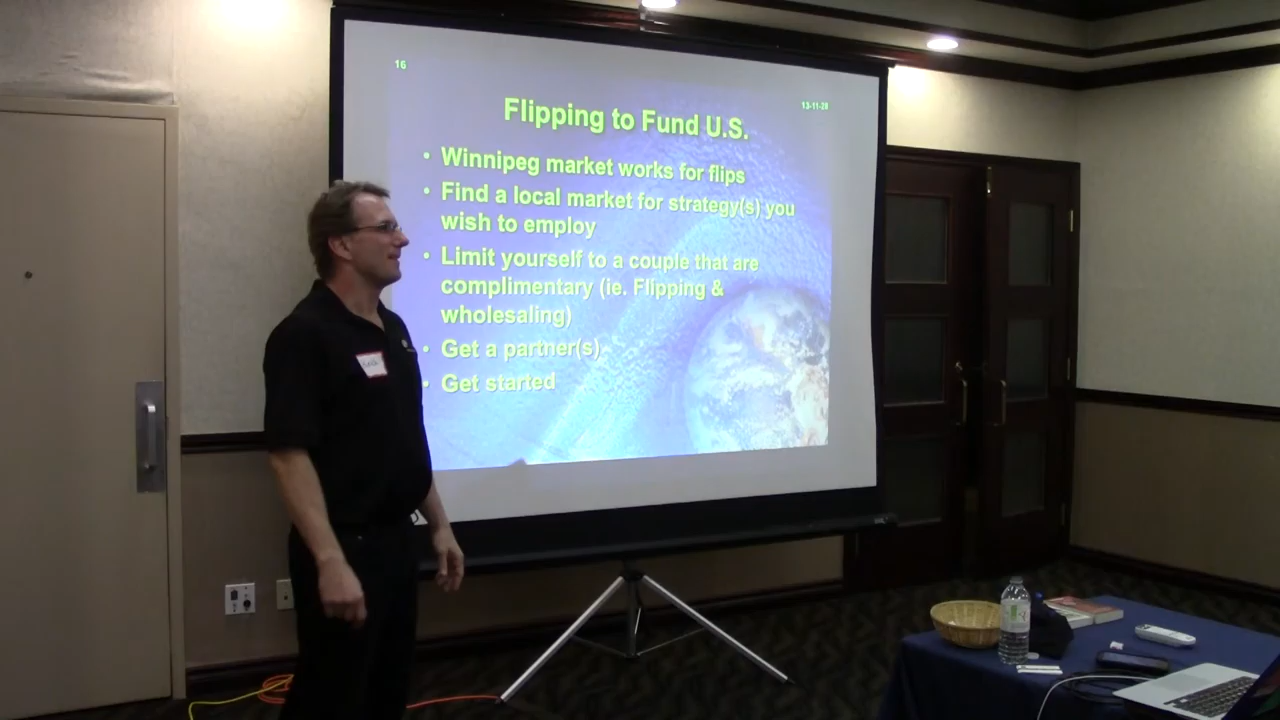 16
13-11-28
Flipping to Fund U.S.
• Winnipeg market works for flips
• Find a local market for strategy(s) you
wish to employ
• Limit yourself to a couple that are
complimentary (ie. Flipping &
wholesaling)
• Get a partner(s)
• Get started